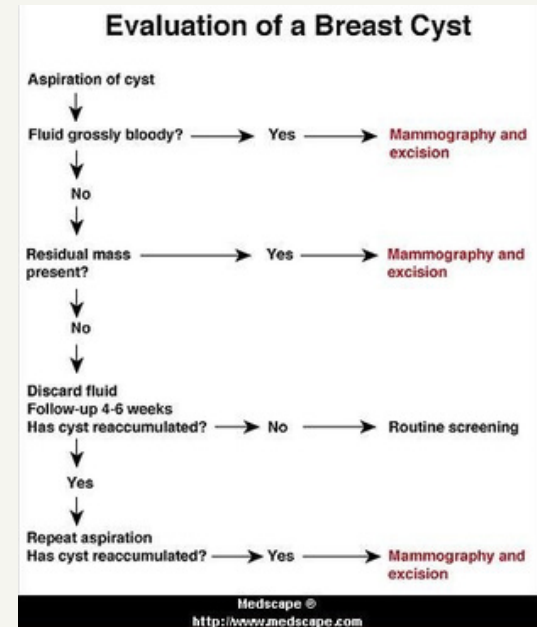 Evaluation of a Breast Cyst
Aspiration of cyst
Fluid grossly bloody? Yes Mammography and
excision
No
Residual mass Yes Mammography and
present? excision
No
Discard fluid
Follow-up 4-6 weeks
Has cyst reaccumulated? No Routine screening
Yes
Repeat aspiration
Has cyst reaccumulated? Yes Mammography and
excision
Medscape ®
http://www.medscape.com